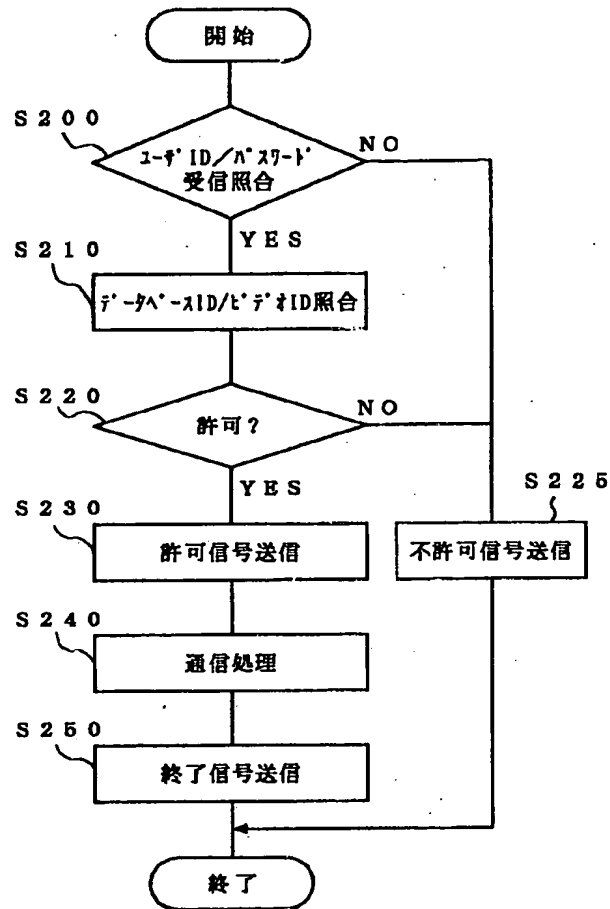 開始
S200
ﾕｰｻﾞID／ﾊﾟｽﾜｰﾄﾞ
受信照合
NO
YES
S210
ﾃﾞｰﾀﾍﾞｰｽID/ﾋﾞﾃﾞｵID照合
S220
許可？
NO
YES
S225
S230
許可信号送信
不許可信号送信
S240
通信処理
S250
終了信号送信
終了